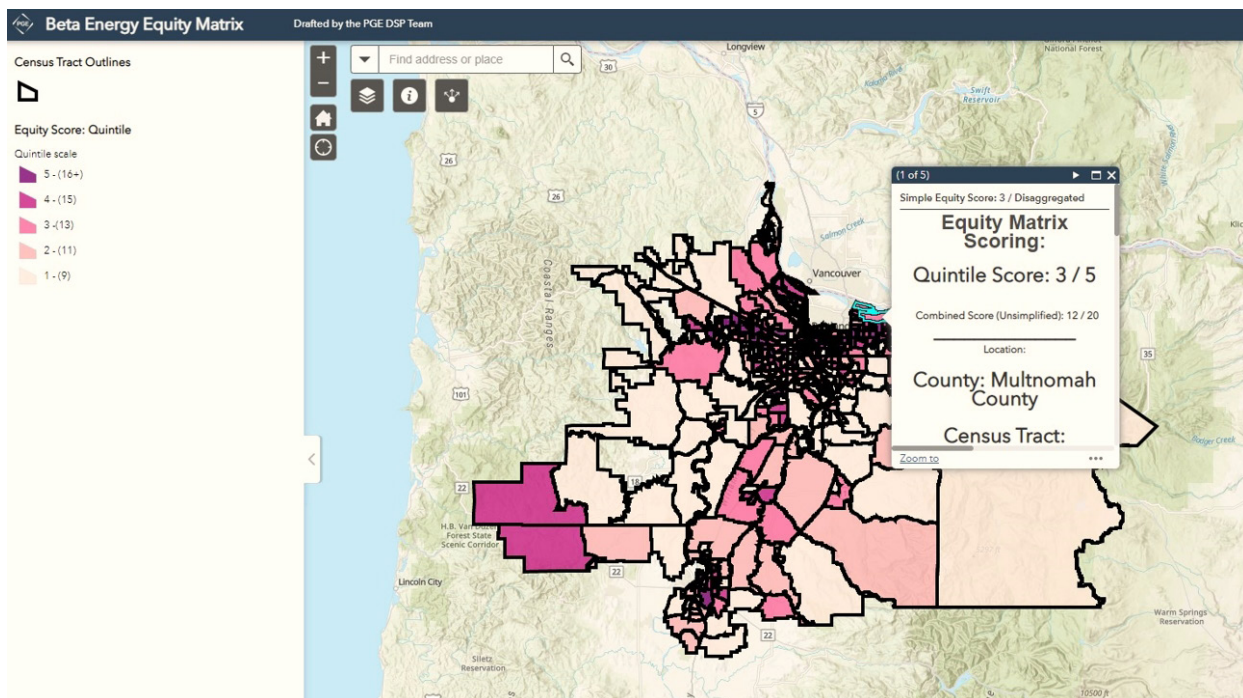 PGE
Beta Energy Equity Matrix
Drafted by the PGE DSP Team
Census Tract Outlines
Equity Score: Quintile
Quintile scale
5 - (16+)
4 - (15)
3 -(13)
2 - (11)
1 - (9)
+
Find address or place
−
Longview
National Forest
30
Swift
Reservoir
5
26
26
Salmon Creek
Vancouver
Coastal Ranges
101
35
22
18
H.B. Van Duzer
Forest State
Scenic Corridor
Lincoln City
22
22
Siletz
Reservation
Warm Springs
Reservation
10500 ft
(1 of 5)
Simple Equity Score: 3 / Disaggregated
Equity Matrix
Scoring:
Quintile Score: 3 / 5
Combined Score (Unsimplified): 12 / 20
Location:
County: Multnomah
County
Census Tract:
Zoom to